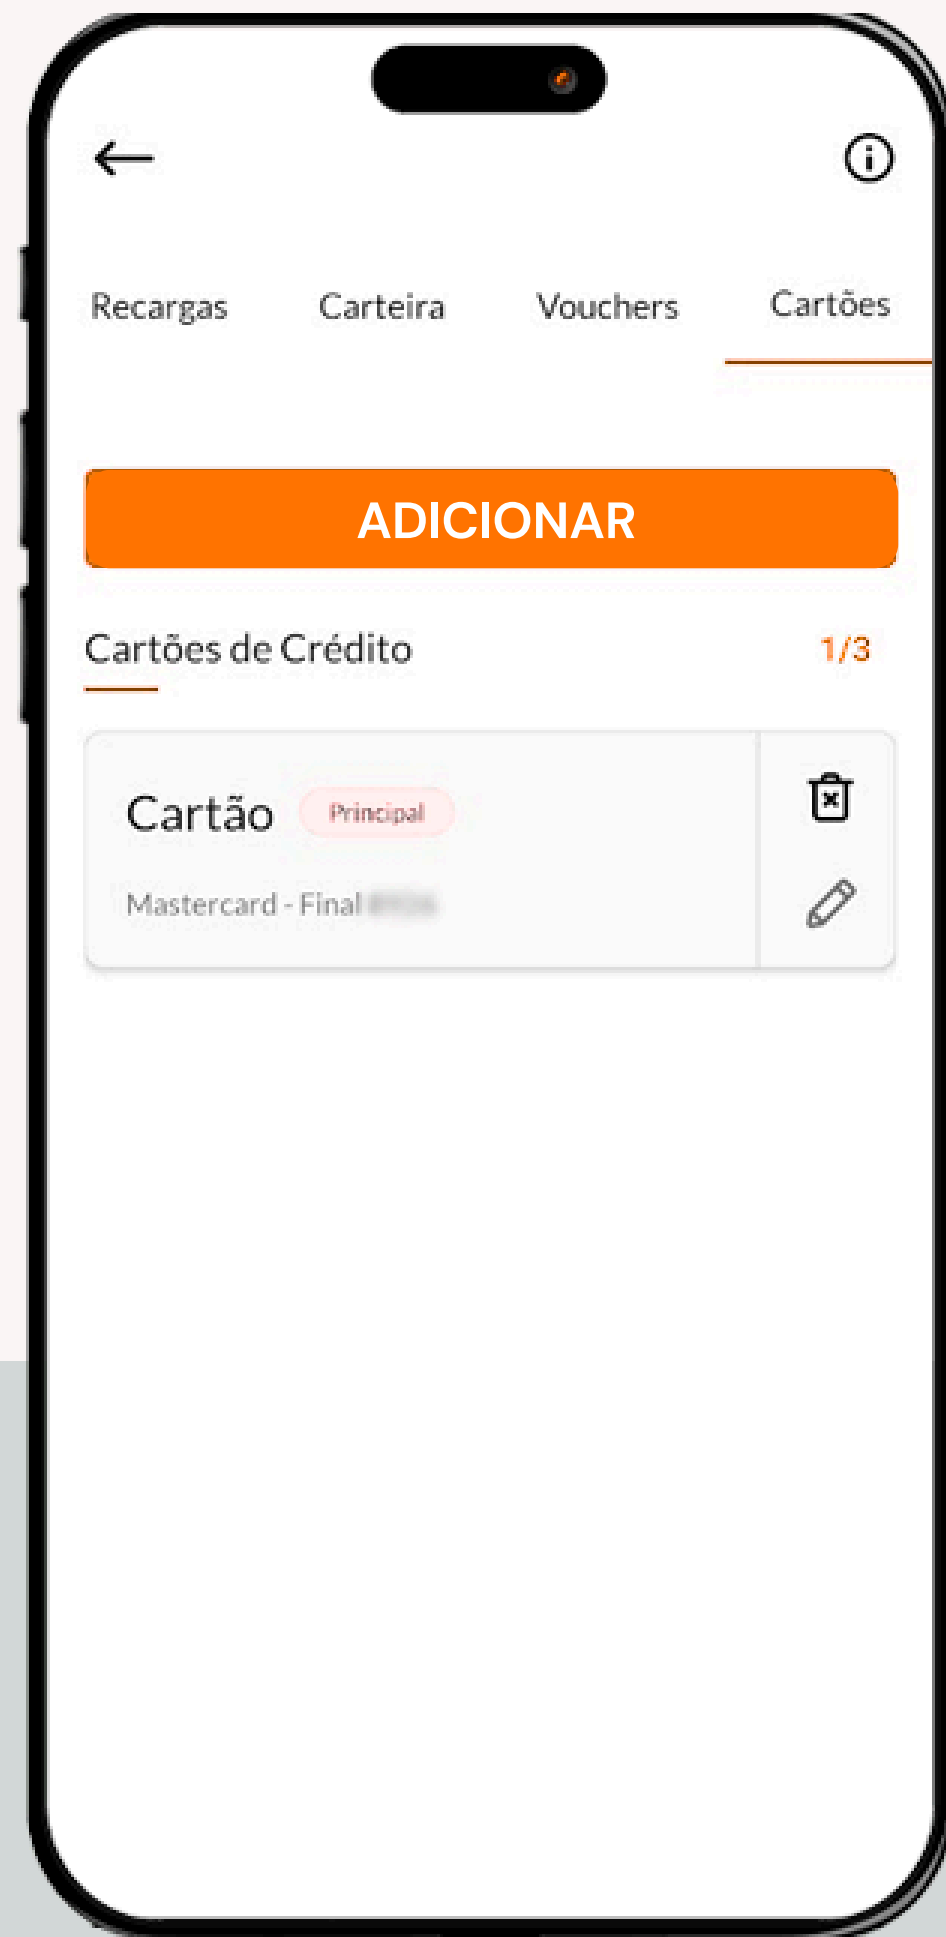 Recargas Carteira Vouchers Cartões
ADICIONAR
Cartões de Crédito 1/3
Cartão Principal
Mastercard - Final